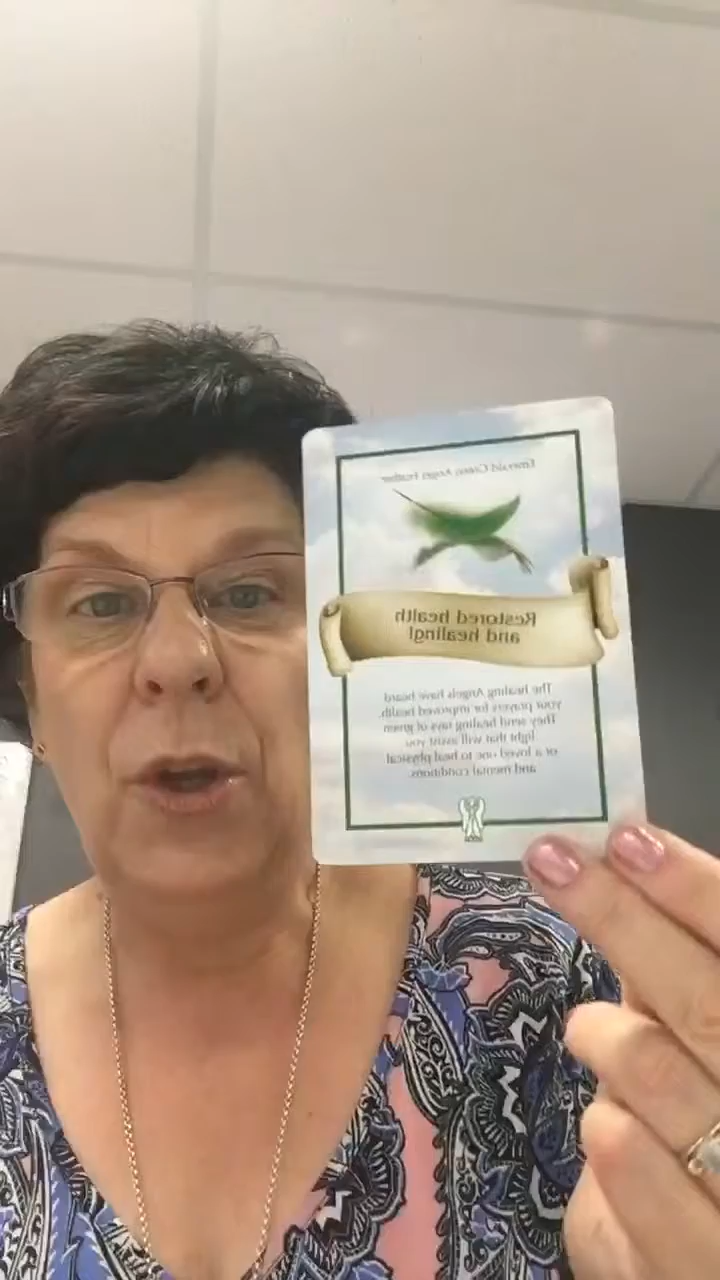 Emerald Green Angel Feather
Restored health
and healing!
The healing Angels have heard
your prayers for improved health.
They send healing rays of green
light that will assist you
or a loved one to heal physical
and mental conditions.